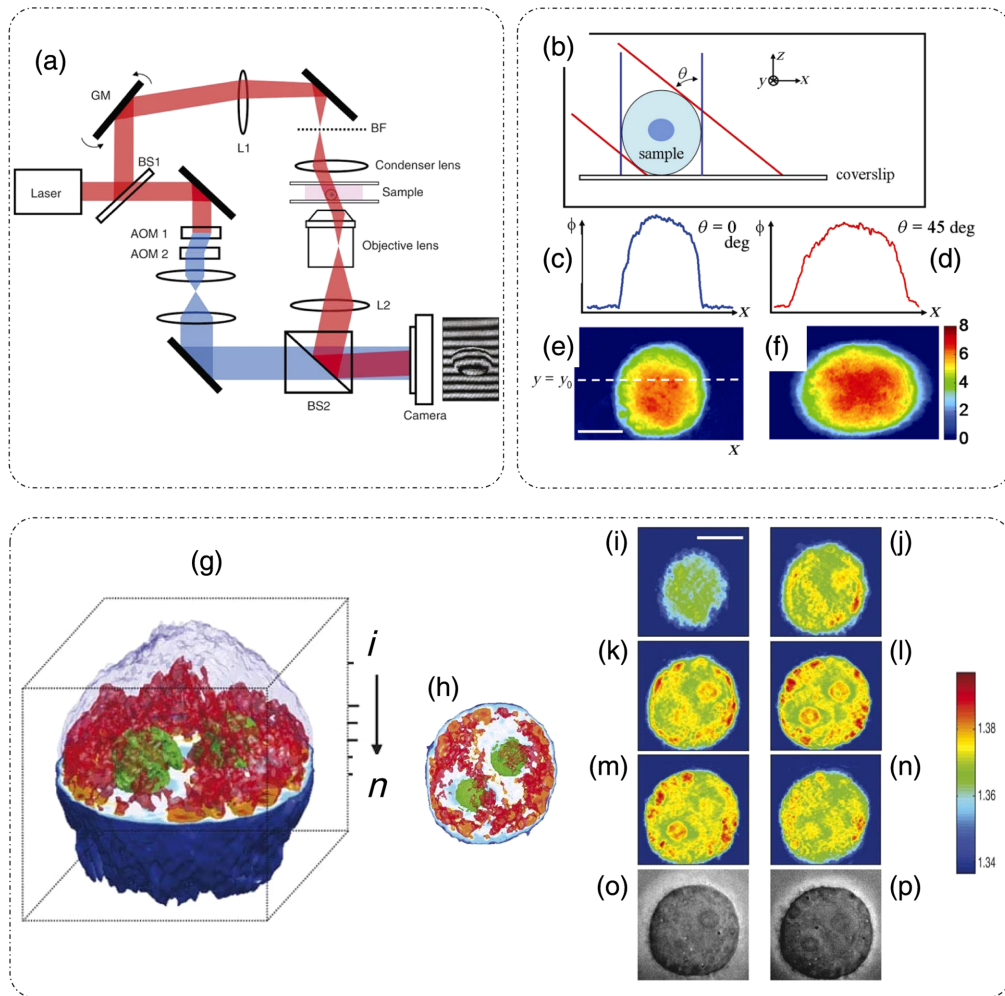 (a)
GM
L1
BF
BS1
Condenser lens
Laser
Sample
AOM 1
AOM 2
Objective lens
L2
BS2
Camera
(b)
z
y
x
θ
sample
coverslip
ϕ
θ = 0
deg
(c)
x
ϕ
θ = 45 deg
(d)
x
(e)
y = y₀
x
(f)
8
6
4
2
0
(g)
i
n
(h)
(i)
(j)
(k)
(l)
(m)
(n)
(o)
(p)
1.38
1.36
1.34